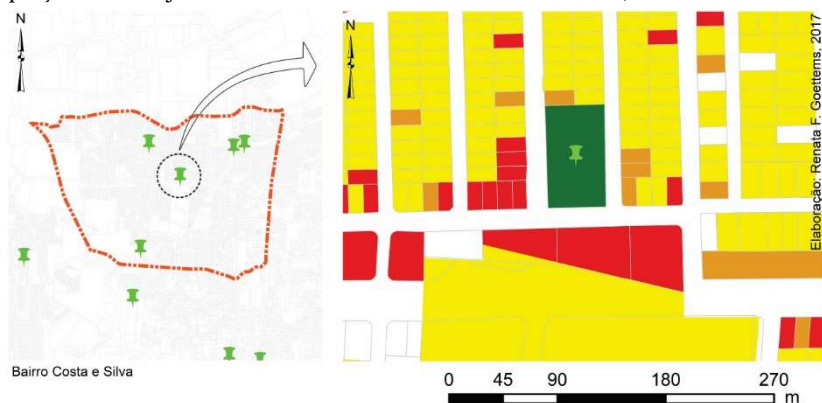 N
N
Elaboração: Renata F. Goettems, 2017
Bairro Costa e Silva
0 45 90 180 270
m